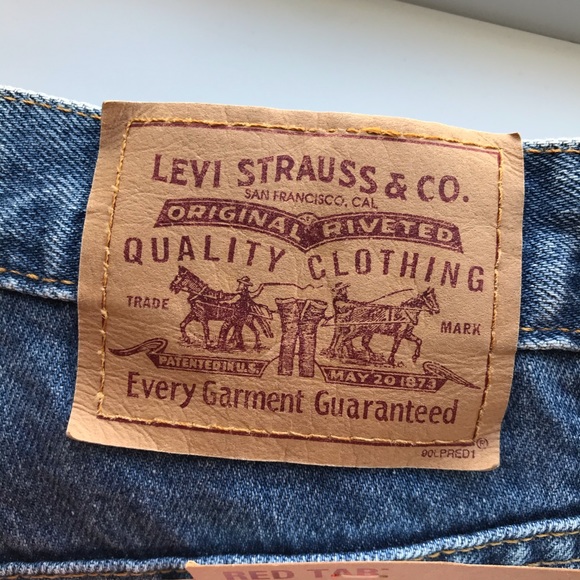 LEVI STRAUSS & CO.
SAN FRANCISCO, CAL.
ORIGINAL RIVETED
QUALITY CLOTHING
TRADE MARK
PATENTED IN U.S. MAY 20 1873
Every Garment Guaranteed
®
90LPRED1
RED TAB